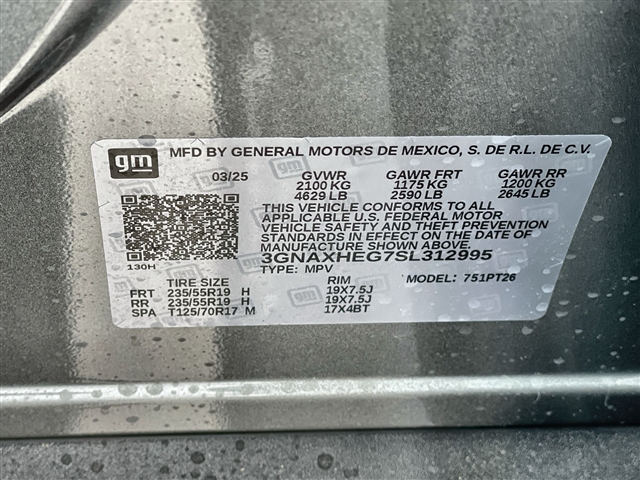 gm MFD BY GENERAL MOTORS DE MEXICO, S. DE R.L. DE C.V.
03/25 GVWR GAWR FRT GAWR RR
2100 KG 1175 KG 1200 KG
4629 LB 2590 LB 2645 LB
THIS VEHICLE CONFORMS TO ALL
APPLICABLE U.S. FEDERAL MOTOR
VEHICLE SAFETY AND THEFT PREVENTION
STANDARDS IN EFFECT ON THE DATE OF
MANUFACTURE SHOWN ABOVE.
130H 3GNAXHEG7SL312995
TYPE: MPV MODEL: 751PT26
TIRE SIZE RIM
FRT 235/55R19 H 19X7.5J
RR 235/55R19 H 19X7.5J
SPA T125/70R17 M 17X4BT